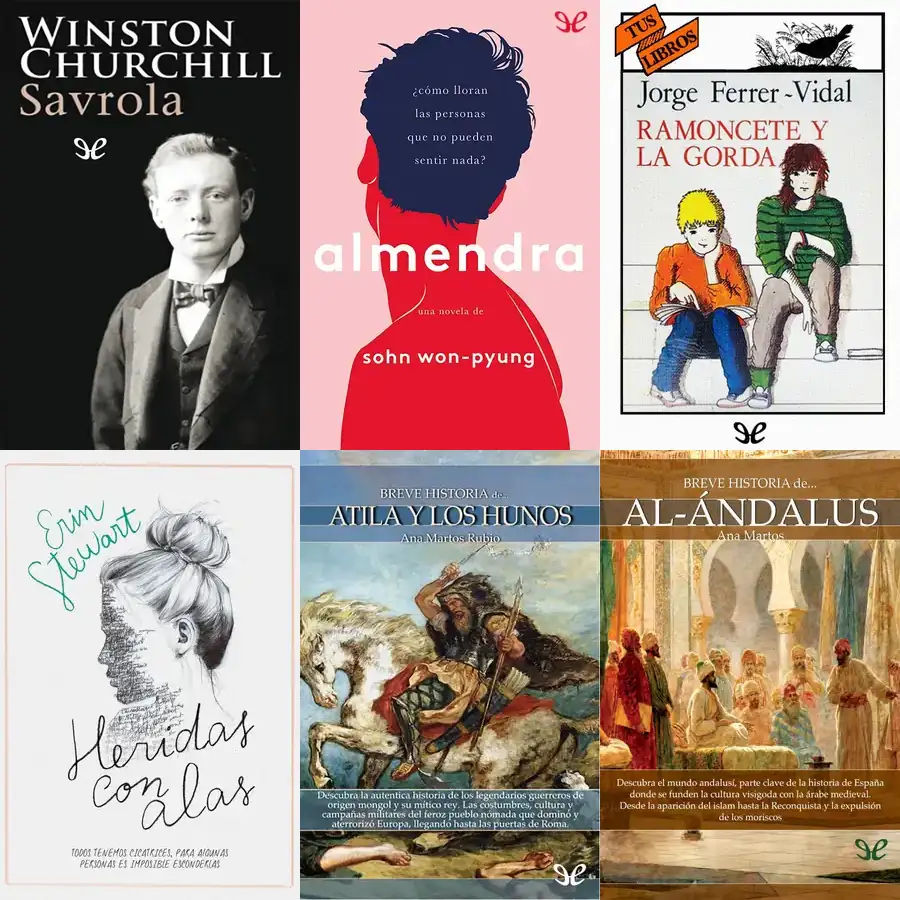 WINSTON
CHURCHILL
Savrola
¿cómo lloran
las personas
que no pueden
sentir nada?
almendra
una novela de
sohn won-pyung
TUS
LIBROS
Jorge Ferrer-Vidal
RAMONCETE Y
LA GORDA
Erin
Stewart
Heridas
con
alas
TODOS TENEMOS CICATRICES, PARA ALGUNAS
PERSONAS ES IMPOSIBLE ESCONDERLAS
BREVE HISTORIA de...
ATILA Y LOS HUNOS
Ana Martos Rubio
Descubra la autentica historia de los legendarios guerreros de
origen mongol y su mítico rey. Las costumbres, cultura y
campañas militares del feroz pueblo nómada que dominó y
aterrorizó Europa, llegando hasta las puertas de Roma.
BREVE HISTORIA de...
AL-ÁNDALUS
Ana Martos
Descubra el mundo andalusí, parte clave de la historia de España
donde se funden la cultura visigoda con la árabe medieval.
Desde la aparición del islam hasta la Reconquista y la expulsión
de los moriscos